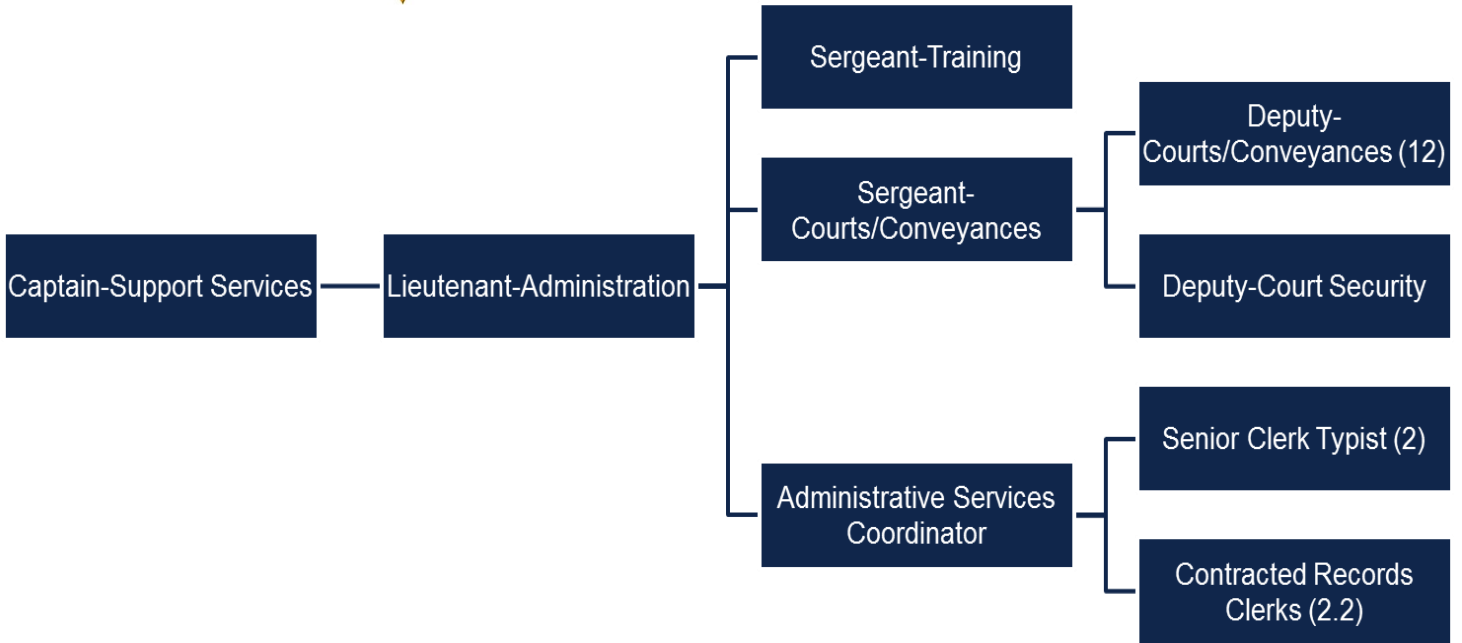 Captain-Support Services
Lieutenant-Administration
Sergeant-Training
Sergeant-
Courts/Conveyances
Deputy-
Courts/Conveyances (12)
Deputy-Court Security
Administrative Services
Coordinator
Senior Clerk Typist (2)
Contracted Records
Clerks (2.2)